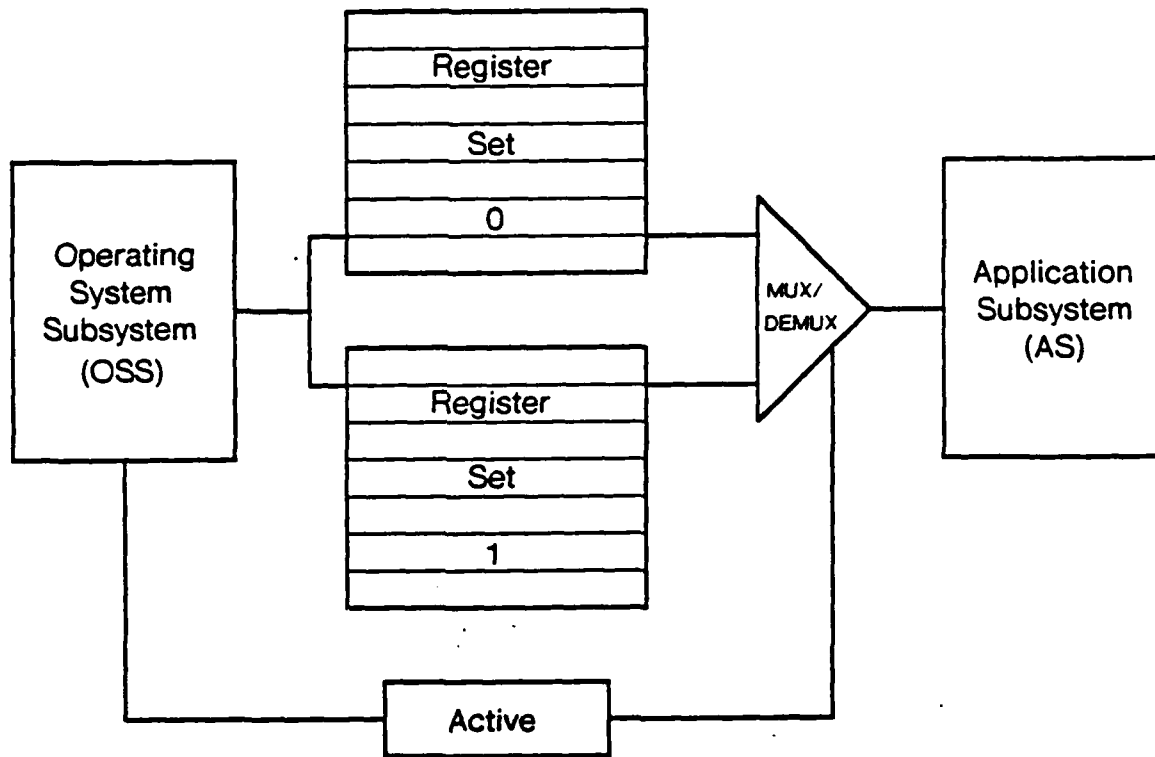 Register
Set
0
Operating
System
Subsystem
(OSS)
MUX/
DEMUX
Application
Subsystem
(AS)
Register
Set
1
Active